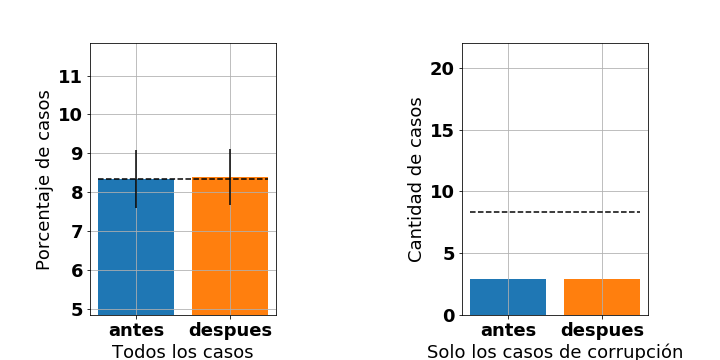 Porcentaje de casos
11
10
9
8
7
6
5
antes despues
Todos los casos
Cantidad de casos
20
15
10
5
0
antes despues
Solo los casos de corrupción